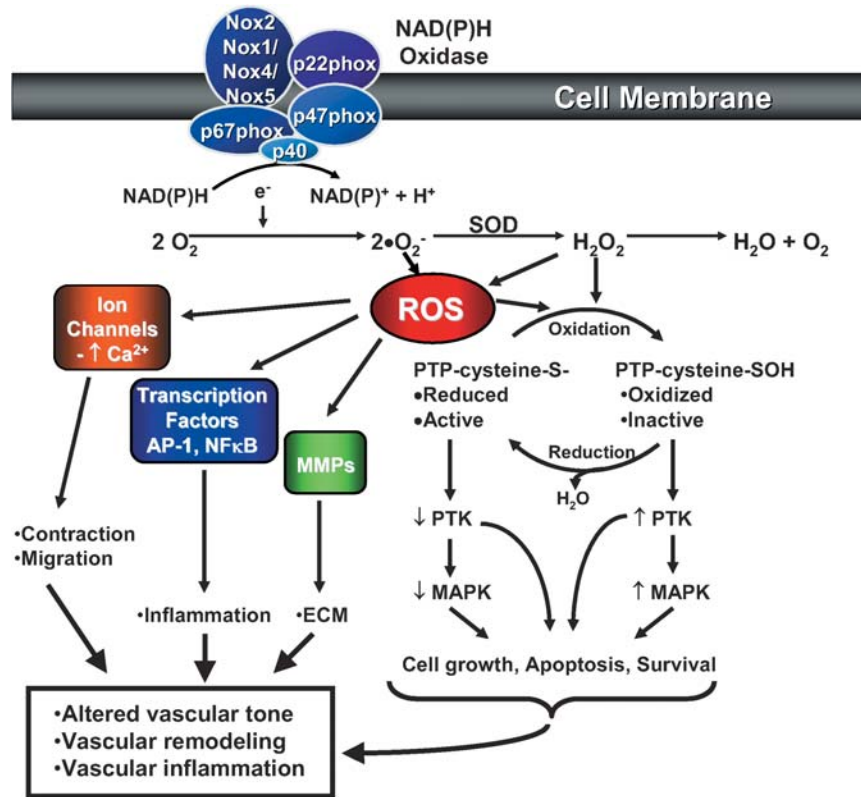 Nox2
Nox1/
Nox4/
Nox5
p22phox
NAD(P)H
Oxidase
Cell Membrane
p67phox
p47phox
p40
NAD(P)H
e-
NAD(P)+ + H+
2 O2
2•O2-
SOD
H2O2
H2O + O2
ROS
Ion
Channels
- ↑ Ca2+
Oxidation
Transcription
Factors
AP-1, NFκB
MMPs
PTP-cysteine-S-
•Reduced
•Active
PTP-cysteine-SOH
•Oxidized
•Inactive
Reduction
H2O
•Contraction
•Migration
↓ PTK
↑ PTK
↓ MAPK
↑ MAPK
•Inflammation
•ECM
Cell growth, Apoptosis, Survival
•Altered vascular tone
•Vascular remodeling
•Vascular inflammation